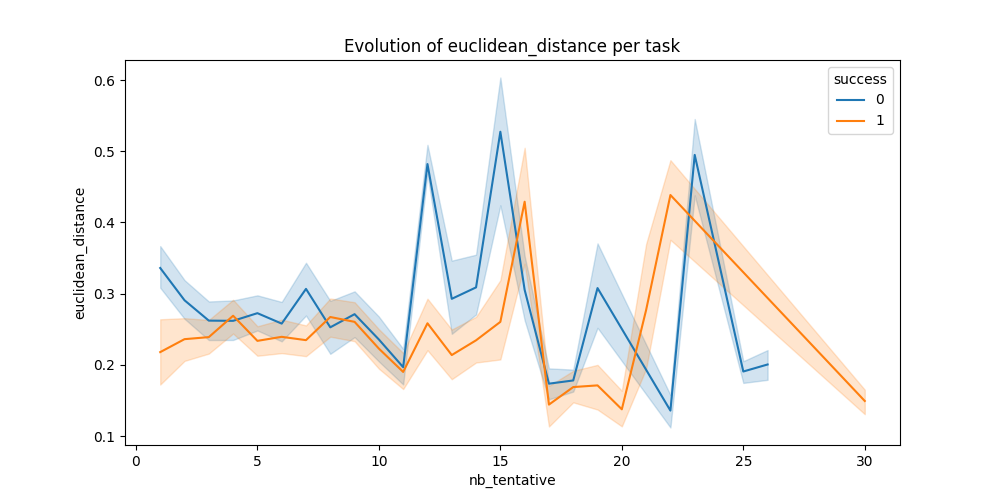 Evolution of euclidean_distance per task
success
0
1
euclidean_distance
0.6
0.5
0.4
0.3
0.2
0.1
0 5 10 15 20 25 30
nb_tentative